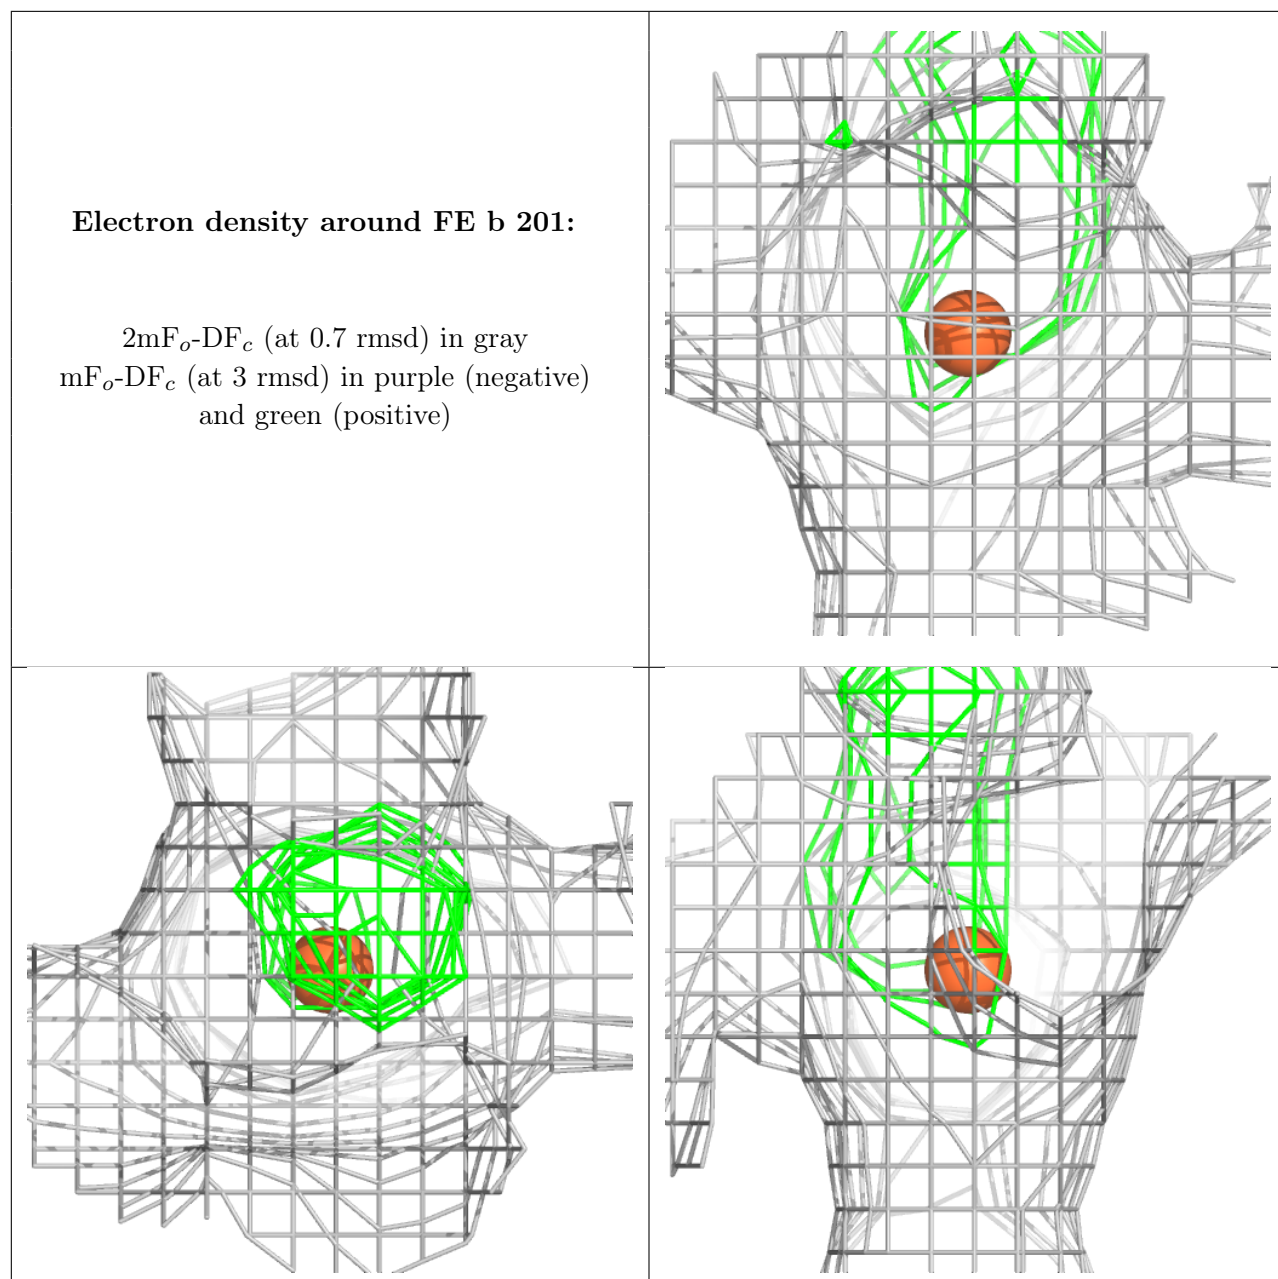 Electron density around FE b 201:
2mFo-DFc (at 0.7 rmsd) in gray
mFo-DFc (at 3 rmsd) in purple (negative)
and green (positive)